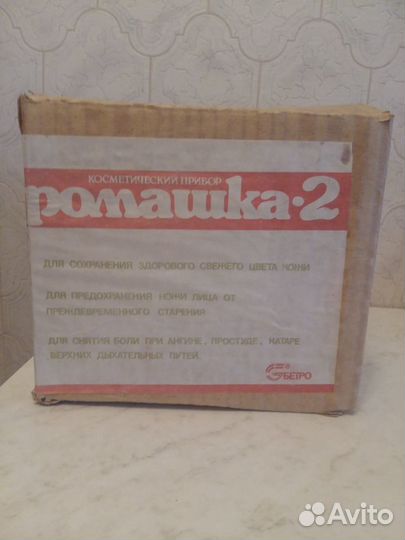 КОСМЕТИЧЕСКИЙ ПРИБОР
ромашка·2
ДЛЯ СОХРАНЕНИЯ ЗДОРОВОГО СВЕЖЕГО ЦВЕТА КОЖИ
ДЛЯ ПРЕДОХРАНЕНИЯ КОЖИ ЛИЦА ОТ
ПРЕЖДЕВРЕМЕННОГО СТАРЕНИЯ
ДЛЯ СНЯТИЯ БОЛИ ПРИ АНГИНЕ, ПРОСТУДЕ, КАТАРЕ
ВЕРХНИХ ДЫХАТЕЛЬНЫХ ПУТЕЙ.
БЕТРО
Avito